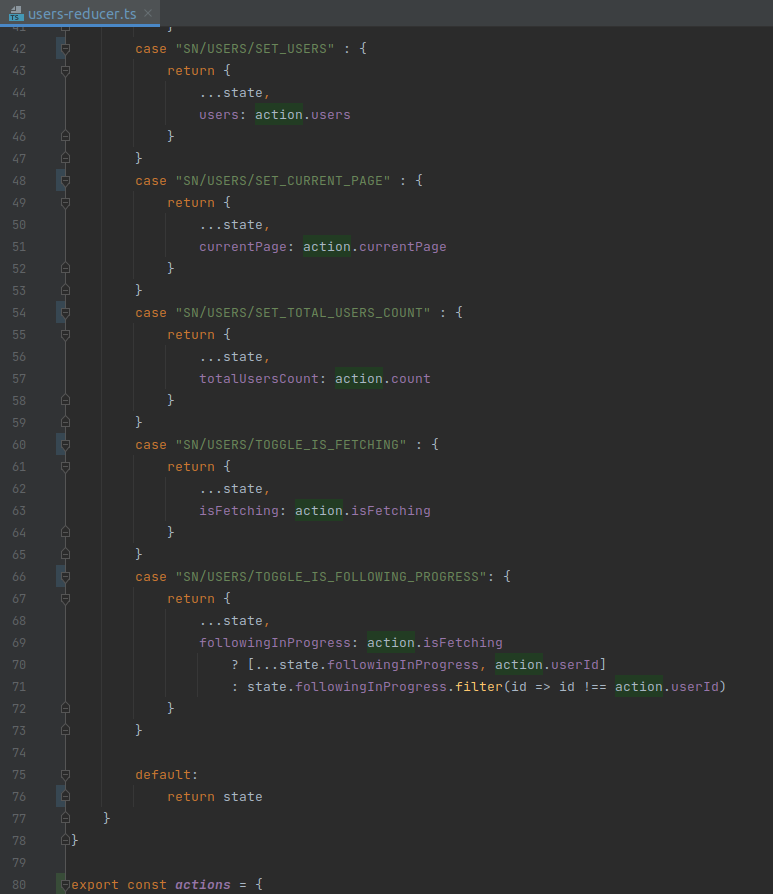 users-reducer.ts
41 }
42 case "SN/USERS/SET_USERS" : {
43 return {
44 ...state,
45 users: action.users
46 }
47 }
48 case "SN/USERS/SET_CURRENT_PAGE" : {
49 return {
50 ...state,
51 currentPage: action.currentPage
52 }
53 }
54 case "SN/USERS/SET_TOTAL_USERS_COUNT" : {
55 return {
56 ...state,
57 totalUsersCount: action.count
58 }
59 }
60 case "SN/USERS/TOGGLE_IS_FETCHING" : {
61 return {
62 ...state,
63 isFetching: action.isFetching
64 }
65 }
66 case "SN/USERS/TOGGLE_IS_FOLLOWING_PROGRESS": {
67 return {
68 ...state,
69 followingInProgress: action.isFetching
70 ? [...state.followingInProgress, action.userId]
71 : state.followingInProgress.filter(id => id !== action.userId)
72 }
73 }
74
75 default:
76 return state
77 }
78 }
79
80 export const actions = {